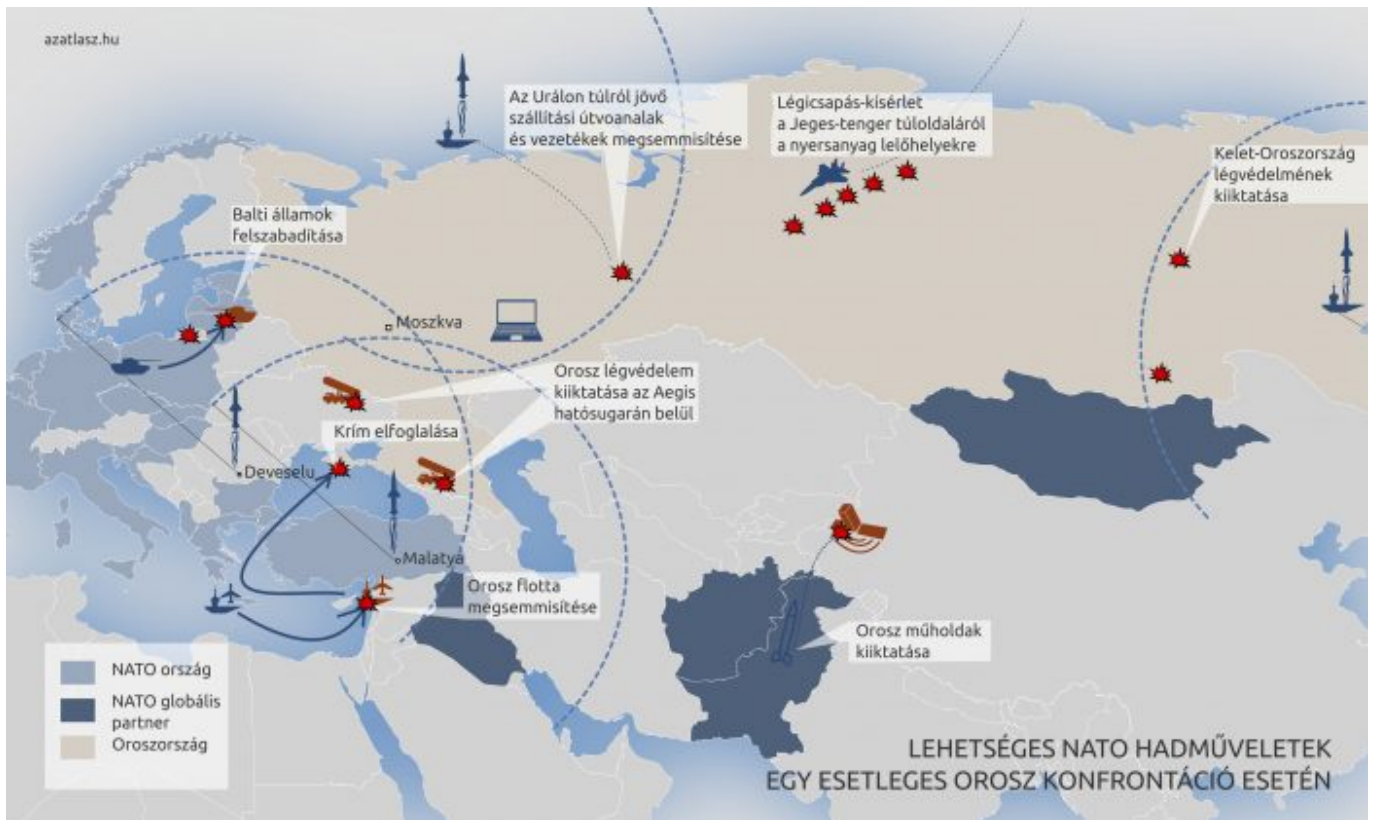 azatlasz.hu
Az Urálon túlról jövő
szállítási útvoanalak
és vezetékek megsemmisítése
Légicsapás-kísérlet
a Jeges-tenger túloldaláról
a nyersanyag lelőhelyekre
Kelet-Oroszország
légvédelmének
kiiktatása
Balti államok
felszabadítása
Moszkva
Orosz légvédelem
kiiktatása az Aegis
hatósugarán belül
Krím elfoglalása
Deveselu
Malatya
Orosz flotta
megsemmisítése
Orosz műholdak
kiiktatása
NATO ország
NATO globális
partner
Oroszország
LEHETSÉGES NATO HADMŰVELETEK
EGY ESETLEGES OROSZ KONFRONTÁCIÓ ESETÉN